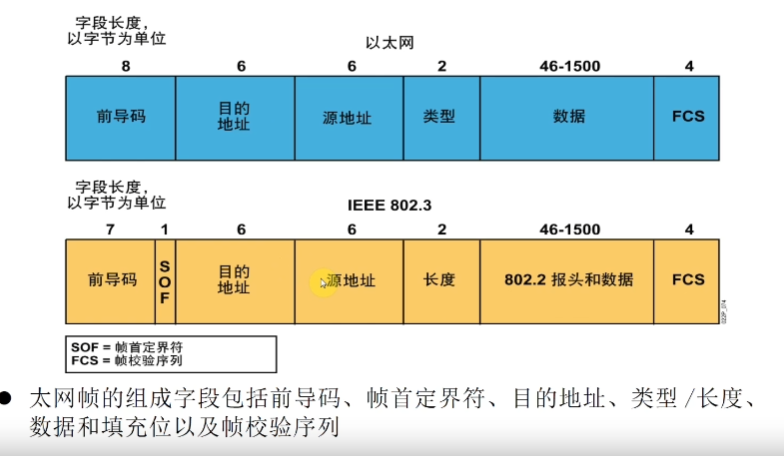 字段长度，
以字节为单位
以太网
8 6 6 2 46-1500 4
前导码 目的地址 源地址 类型 数据 FCS
字段长度，
以字节为单位
IEEE 802.3
7 1 6 6 2 46-1500 4
前导码 SOF 目的地址 源地址 长度 802.2 报头和数据 FCS
SOF = 帧首定界符
FCS = 帧校验序列
● 太网帧的组成字段包括前导码、帧首定界符、目的地址、类型 /长度、
数据和填充位以及帧校验序列